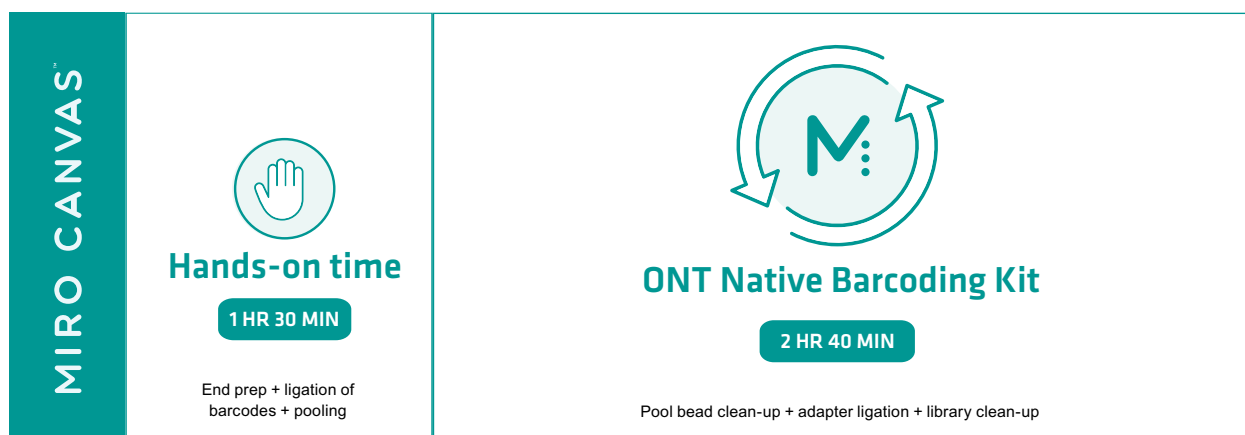 MIRO CANVAS™
Hands-on time
1 HR 30 MIN
End prep + ligation of
barcodes + pooling
M
ONT Native Barcoding Kit
2 HR 40 MIN
Pool bead clean-up + adapter ligation + library clean-up